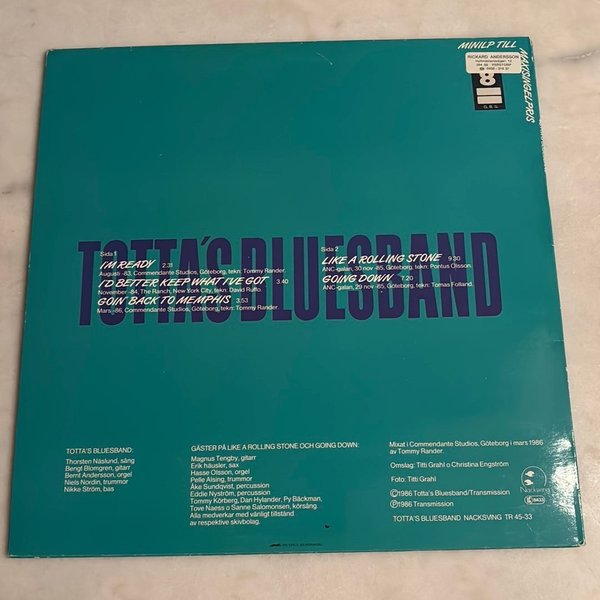 MINILP TILL
MAXISINGELPRIS
RICKARD ANDERSSON
TOTTA'S BLUESBAND
Sida 1
I'M READY 2.31
Augusti -83, Commendante Studios, Göteborg, tekn: Tommy Rander.
I'D BETTER KEEP WHAT I'VE GOT 3.40
November -84, The Ranch, New York City, tekn: David Ruffo.
GOIN' BACK TO MEMPHIS 3.53
Mars -86, Commendante Studios, Göteborg, tekn: Tommy Rander.
Sida 2
LIKE A ROLLING STONE 9.30
ANC-galan, 30 nov -85, Göteborg, tekn: Pontus Olsson.
GOING DOWN 7.20
ANC-galan, 29 nov -85, Göteborg, tekn: Tomas Folland.
TOTTA'S BLUESBAND:
Thorsten Näslund, sång
Bengt Blomgren, gitarr
Bernt Andersson, orgel
Niels Nordin, trummor
Nikke Ström, bas
GÄSTER PÅ LIKE A ROLLING STONE OCH GOING DOWN:
Magnus Tengby, gitarr
Erik häusler, sax
Hasse Olsson, orgel
Pelle Alsing, trummor
Åke Sundqvist, percussion
Eddie Nyström, percussion
Tommy Körberg, Dan Hylander, Py Bäckman,
Tove Naess o Sanne Salomonsen, körsång.
Alla medverkar med vänligt tillstånd
av respektive skivbolag.
Mixat i Commendante Studios, Göteborg i mars 1986
av Tommy Rander.
Omslag: Titti Grahl o Christina Engström
Foto: Titti Grahl
©1986 Totta's Bluesband/Transmission
℗1986 Transmission
Nacksving
TOTTA'S BLUESBAND NACKSVING TR 45-33